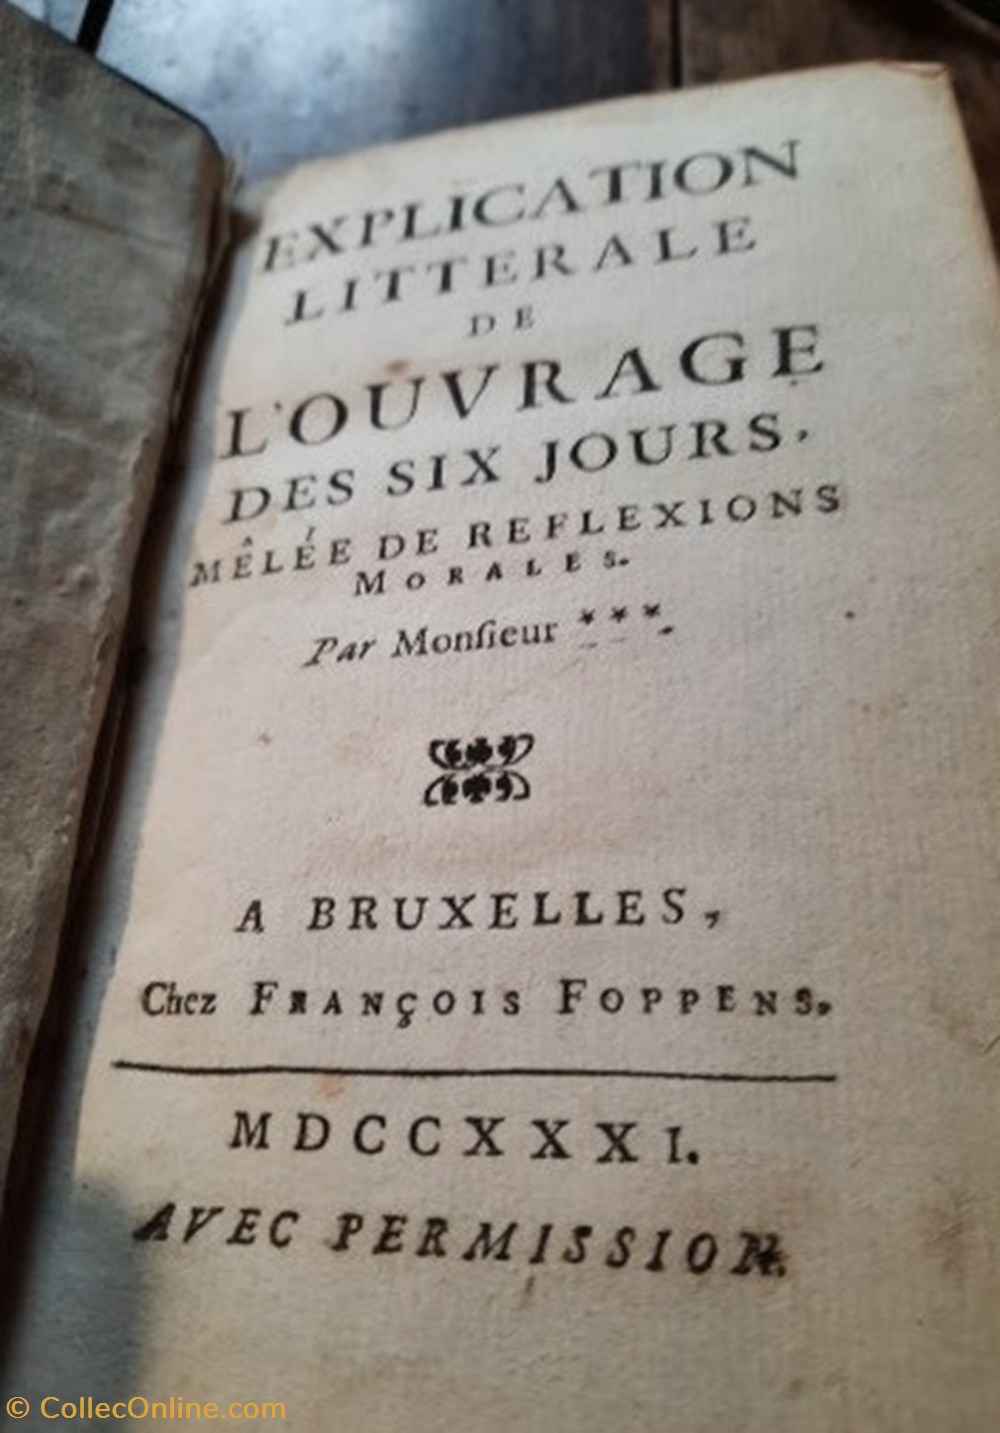 EXPLICATION
LITTERALE
DE
L'OUVRAGE
DES SIX JOURS,
MÊLÉE DE REFLEXIONS
MORALES.
Par Monſieur ***.
A BRUXELLES,
Chez FRANÇOIS FOPPENS.
MDCCXXXI.
AVEC PERMISSION.
© CollecOnline.com